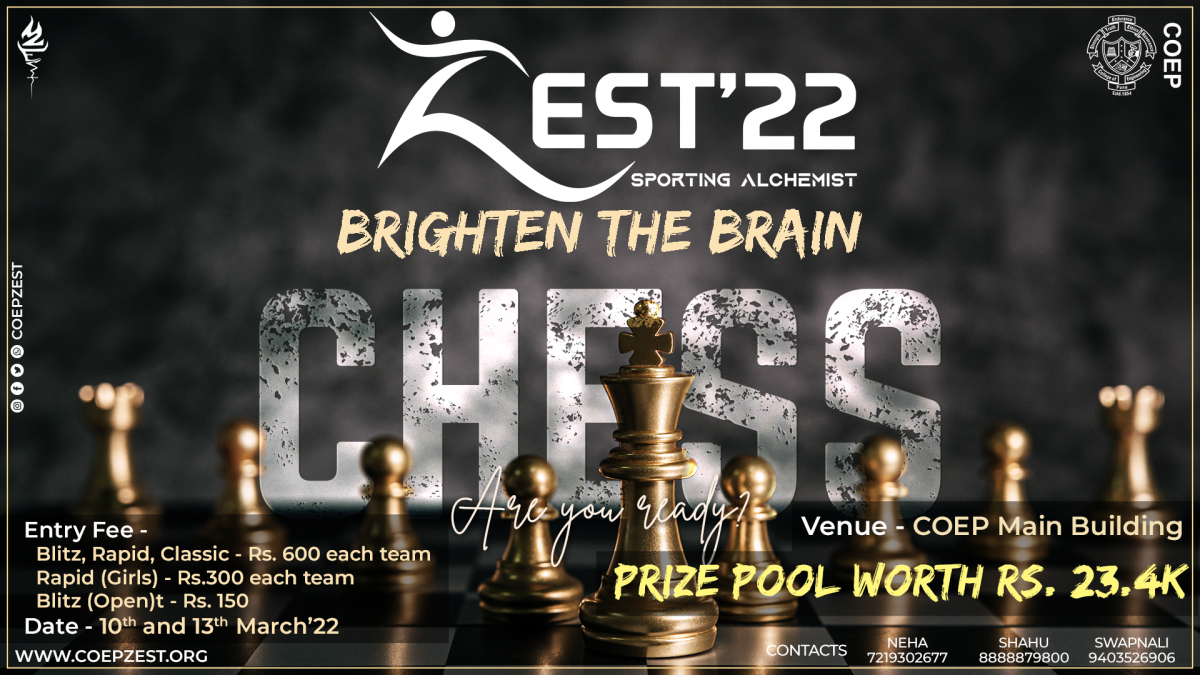 ZEST'22
SPORTING ALCHEMIST
COEP
BRIGHTEN THE BRAIN
CHESS
Are you ready?
COEPZEST
Entry Fee -
Blitz, Rapid, Classic - Rs. 600 each team
Rapid (Girls) - Rs.300 each team
Blitz (Open)t - Rs. 150
Date - 10th and 13th March'22
WWW.COEPZEST.ORG
Venue - COEP Main Building
PRIZE POOL WORTH RS. 23.4K
CONTACTS
NEHA
7219302677
SHAHU
8888879800
SWAPNALI
9403526906